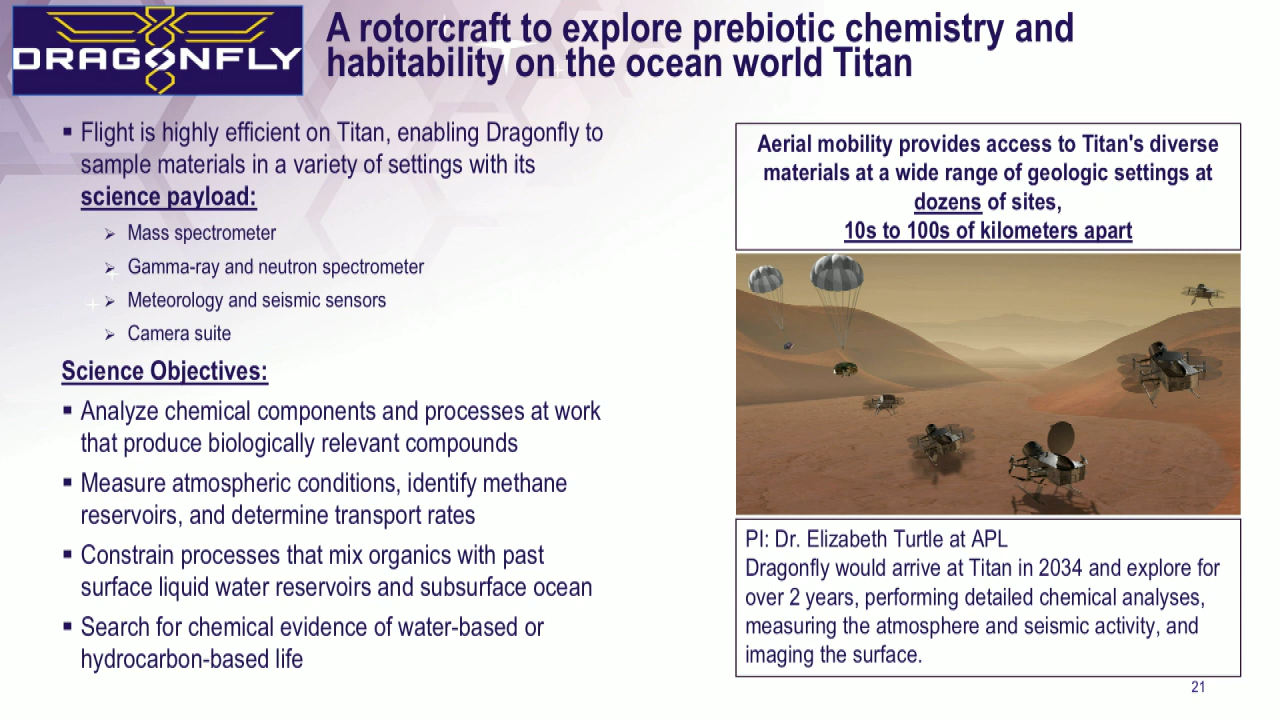 DRAGONFLY
A rotorcraft to explore prebiotic chemistry and
habitability on the ocean world Titan
▪ Flight is highly efficient on Titan, enabling Dragonfly to
sample materials in a variety of settings with its
science payload:
➢ Mass spectrometer
➢ Gamma-ray and neutron spectrometer
➢ Meteorology and seismic sensors
➢ Camera suite
Science Objectives:
▪ Analyze chemical components and processes at work
that produce biologically relevant compounds
▪ Measure atmospheric conditions, identify methane
reservoirs, and determine transport rates
▪ Constrain processes that mix organics with past
surface liquid water reservoirs and subsurface ocean
▪ Search for chemical evidence of water-based or
hydrocarbon-based life
Aerial mobility provides access to Titan's diverse
materials at a wide range of geologic settings at
dozens of sites,
10s to 100s of kilometers apart
PI: Dr. Elizabeth Turtle at APL
Dragonfly would arrive at Titan in 2034 and explore for
over 2 years, performing detailed chemical analyses,
measuring the atmosphere and seismic activity, and
imaging the surface.
21